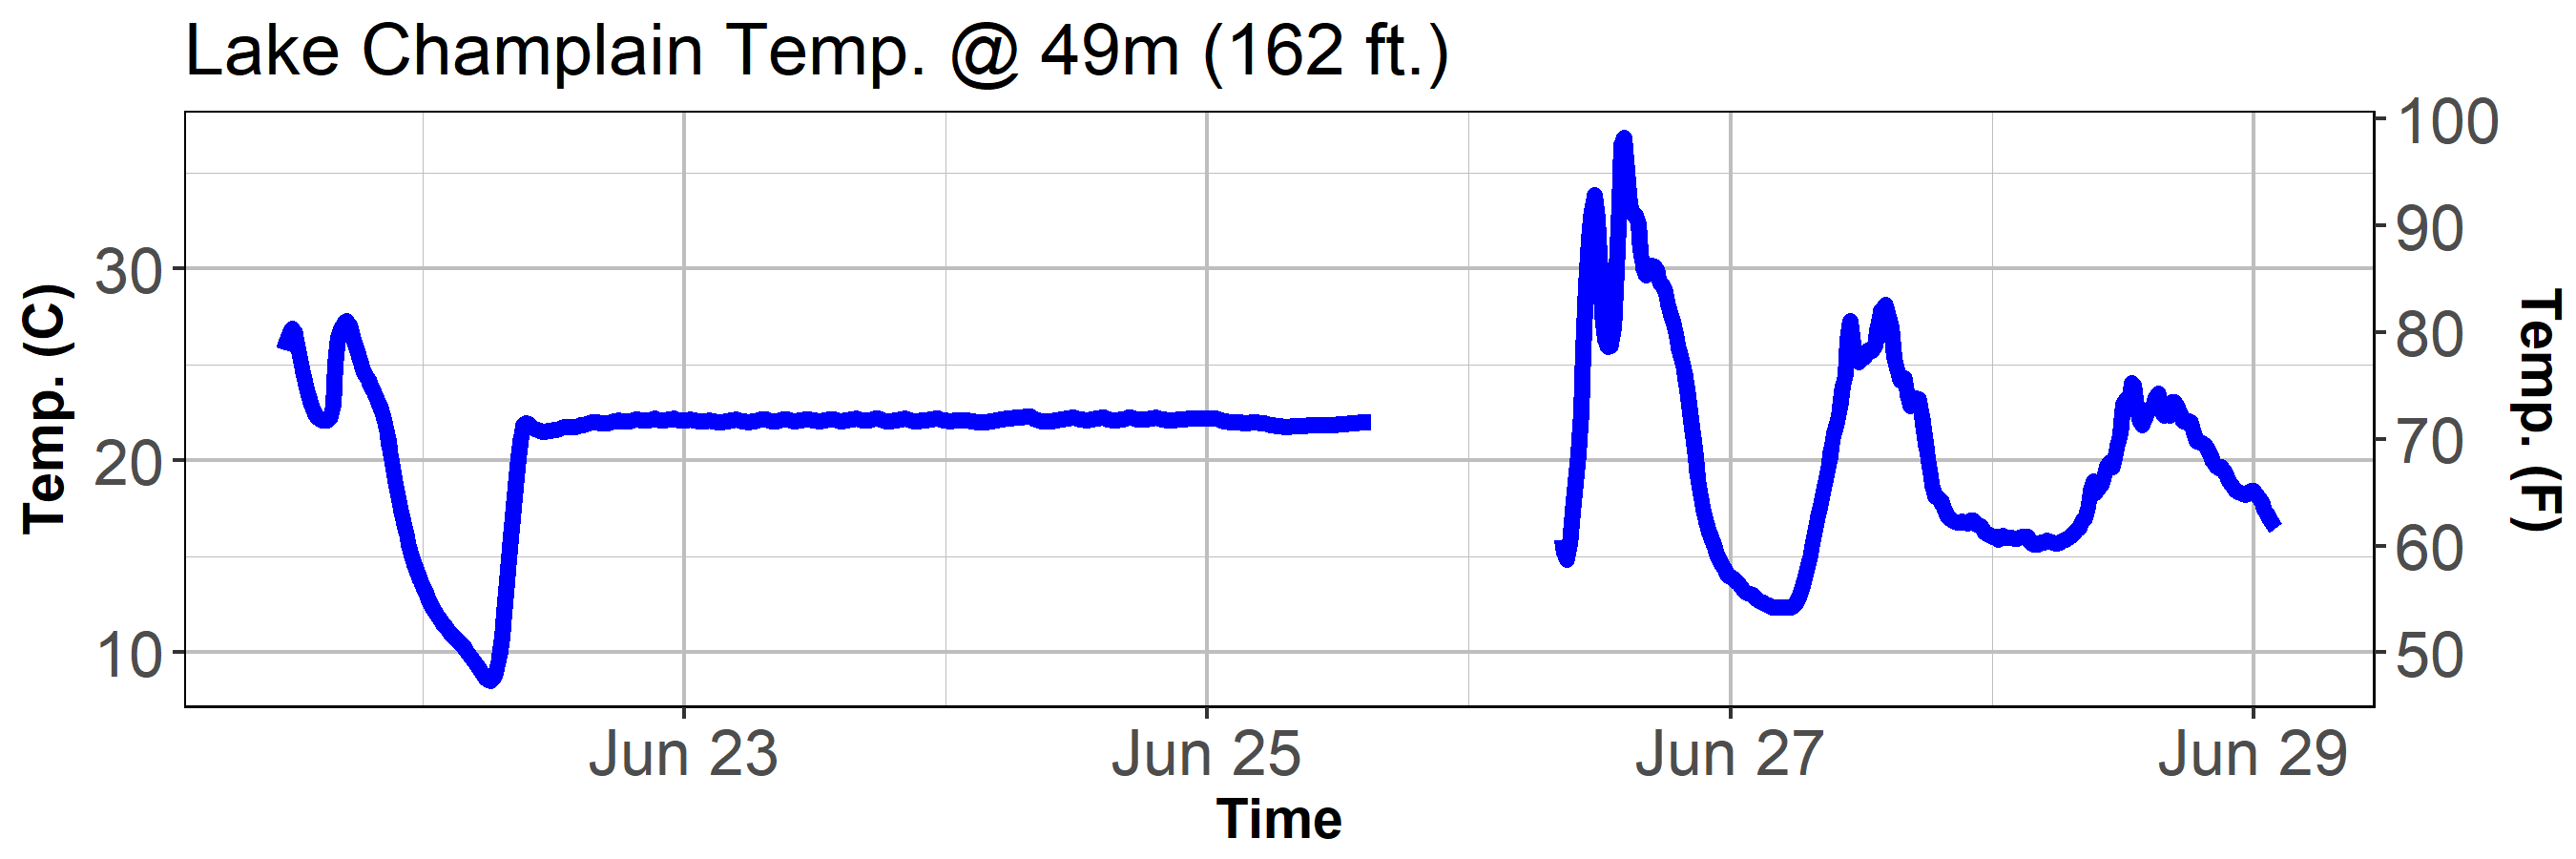 Lake Champlain Temp. @ 49m (162 ft.)
Temp. (C)
30
20
10
100
90
80
70
60
50
Temp. (F)
Jun 23 Jun 25 Jun 27 Jun 29
Time